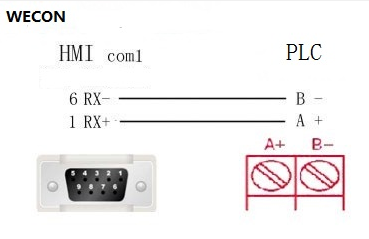 WECON
HMI com1 PLC
6 RX- B -
1 RX+ A +
A+ B-
5 4 3 2 1
9 8 7 6